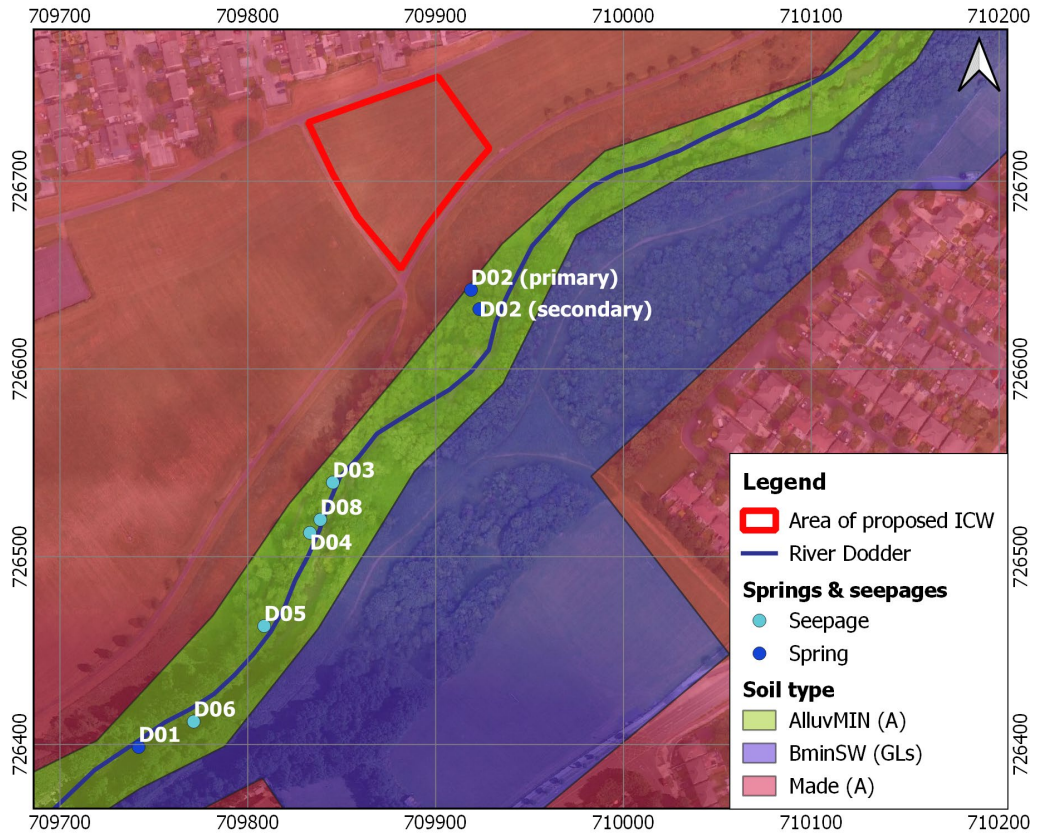 709700 709800 709900 710000 710100 710200
726700 726700
D02 (primary)
D02 (secondary)
726600 726600
D03
D08
D04
726500 726500
D05
D06
D01
726400 726400
Legend
Area of proposed ICW
River Dodder
Springs & seepages
Seepage
Spring
Soil type
AlluvMIN (A)
BminSW (GLs)
Made (A)
709700 709800 709900 710000 710100 710200